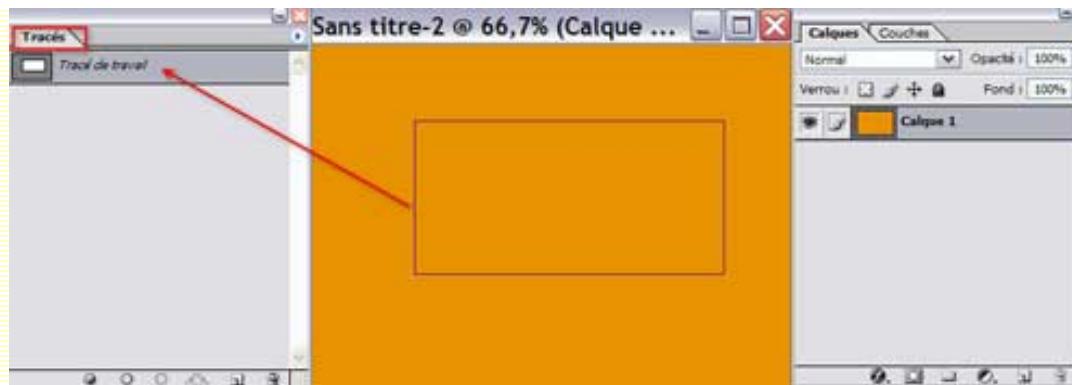 Tracés
Tracé de travail
Sans titre-2 @ 66,7% (Calque ...
Calques Couches
Normal Opacité : 100%
Verrou : Fond : 100%
Calque 1